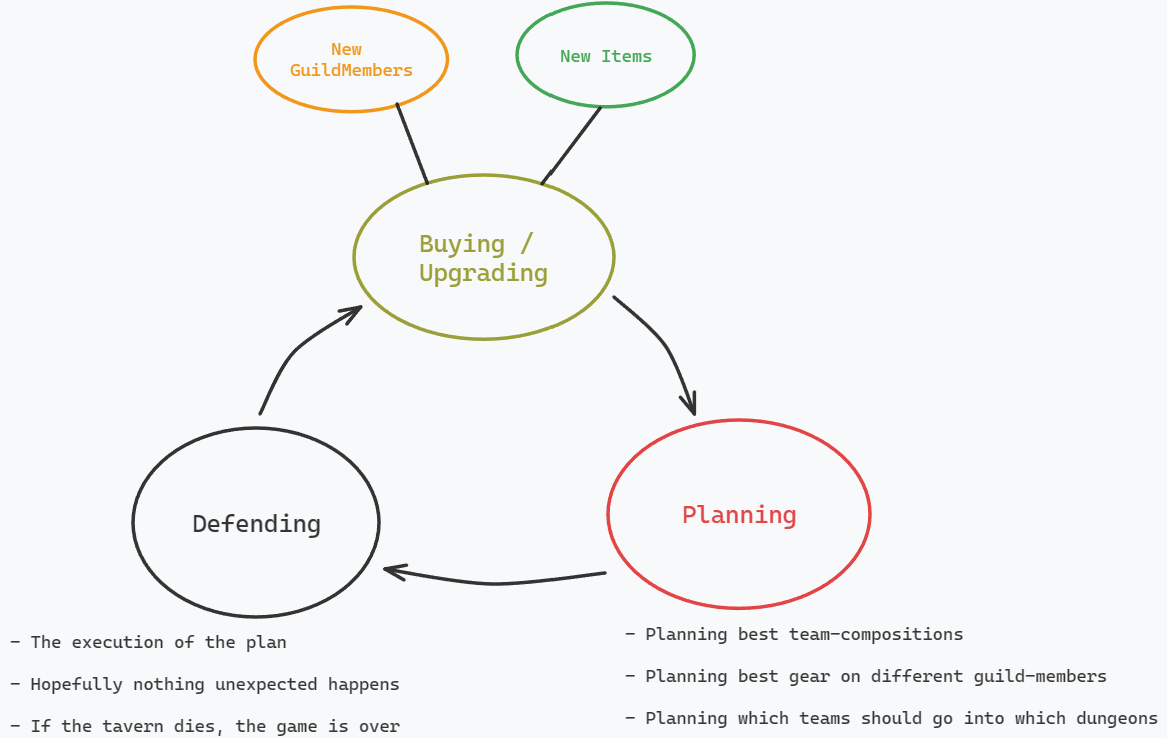 New
GuildMembers
New Items
Buying /
Upgrading
Defending
Planning
- The execution of the plan
- Hopefully nothing unexpected happens
- If the tavern dies, the game is over
- Planning best team-compositions
- Planning best gear on different guild-members
- Planning which teams should go into which dungeons